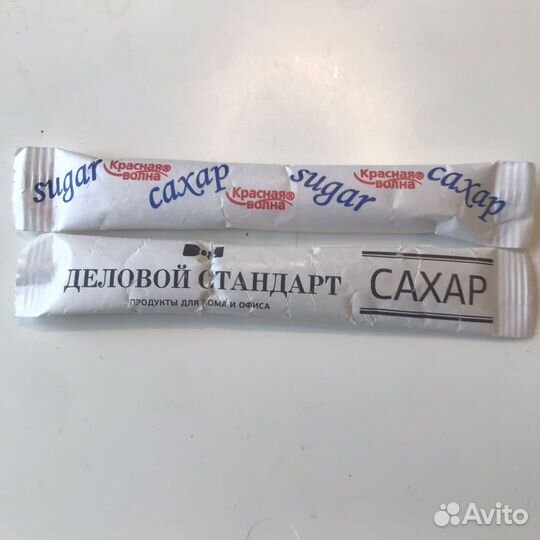 sugar Красная® волна сахар Красная® волна sugar Красная® волна сахар
ДЕЛОВОЙ СТАНДАРТ
ПРОДУКТЫ ДЛЯ ДОМА И ОФИСА
САХАР
Avito